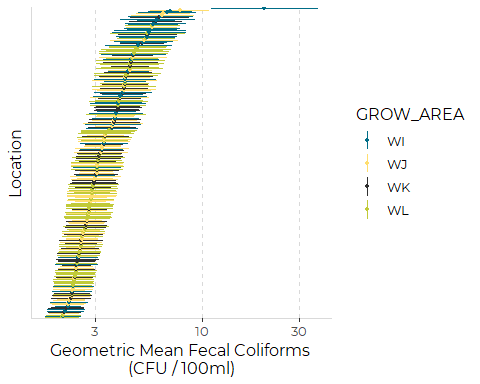 Location
3
10
30
Geometric Mean Fecal Coliforms
(CFU / 100ml)
GROW_AREA
WI
WJ
WK
WL